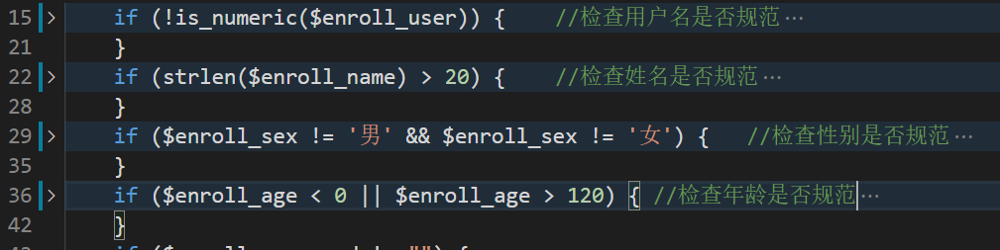 15 > if (!is_numeric($enroll_user)) { //检查用户名是否规范…
21 }
22 > if (strlen($enroll_name) > 20) { //检查姓名是否规范…
28 }
29 > if ($enroll_sex != '男' && $enroll_sex != '女') { //检查性别是否规范…
35 }
36 > if ($enroll_age < 0 || $enroll_age > 120) { //检查年龄是否规范…
42 }